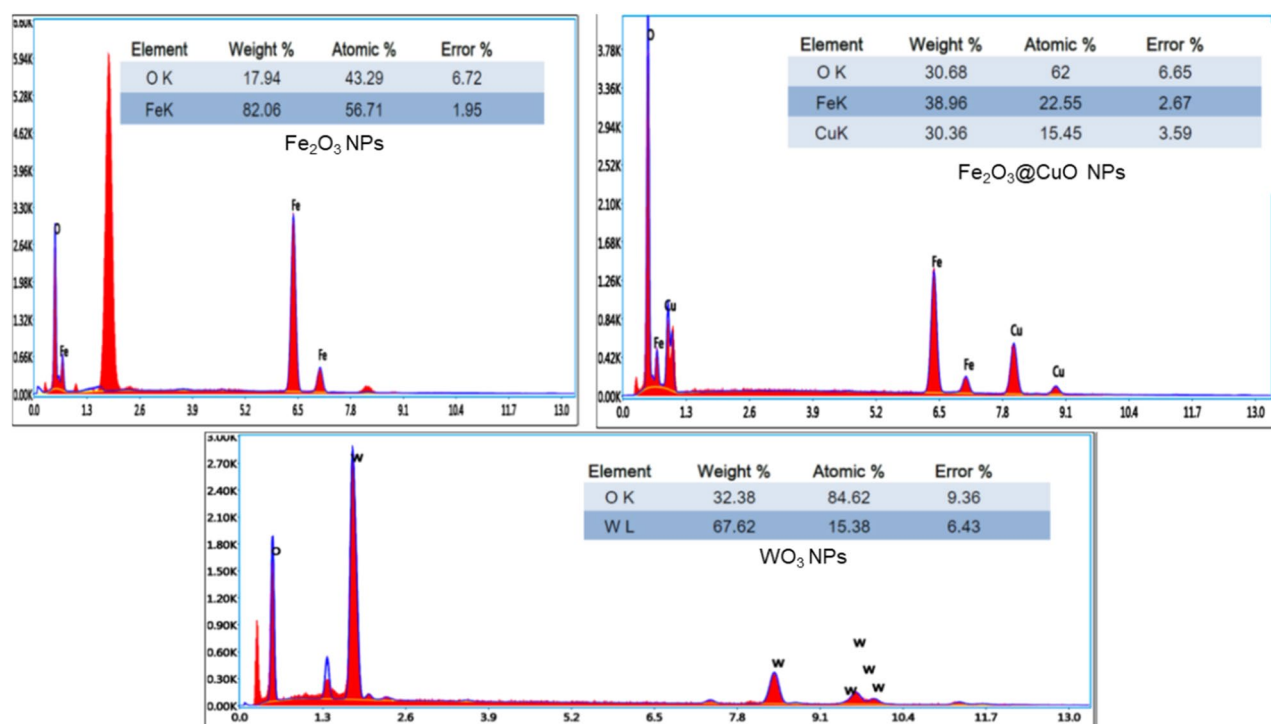 6.60K
5.94K
5.28K
4.62K
3.96K
3.30K
2.64K
1.98K
1.32K
0.66K
0.00K
Element Weight % Atomic % Error %
O K 17.94 43.29 6.72
FeK 82.06 56.71 1.95
Fe₂O₃ NPs
O
Fe
Fe
Fe
0.0 1.3 2.6 3.9 5.2 6.5 7.8 9.1 10.4 11.7 13.0
3.78K
3.36K
2.94K
2.52K
2.10K
1.68K
1.26K
0.84K
0.42K
0.00K
Element Weight % Atomic % Error %
O K 30.68 62 6.65
FeK 38.96 22.55 2.67
CuK 30.36 15.45 3.59
Fe₂O₃@CuO NPs
O
Fe
Cu
Fe
Fe
Cu
Cu
0.0 1.3 2.6 3.9 5.2 6.5 7.8 9.1 10.4 11.7 13.0
3.00K
2.70K
2.40K
2.10K
1.80K
1.50K
1.20K
0.90K
0.60K
0.30K
0.00K
Element Weight % Atomic % Error %
O K 32.38 84.62 9.36
W L 67.62 15.38 6.43
WO₃ NPs
O
W
W
W
W
W
W
0.0 1.3 2.6 3.9 5.2 6.5 7.8 9.1 10.4 11.7 13.0